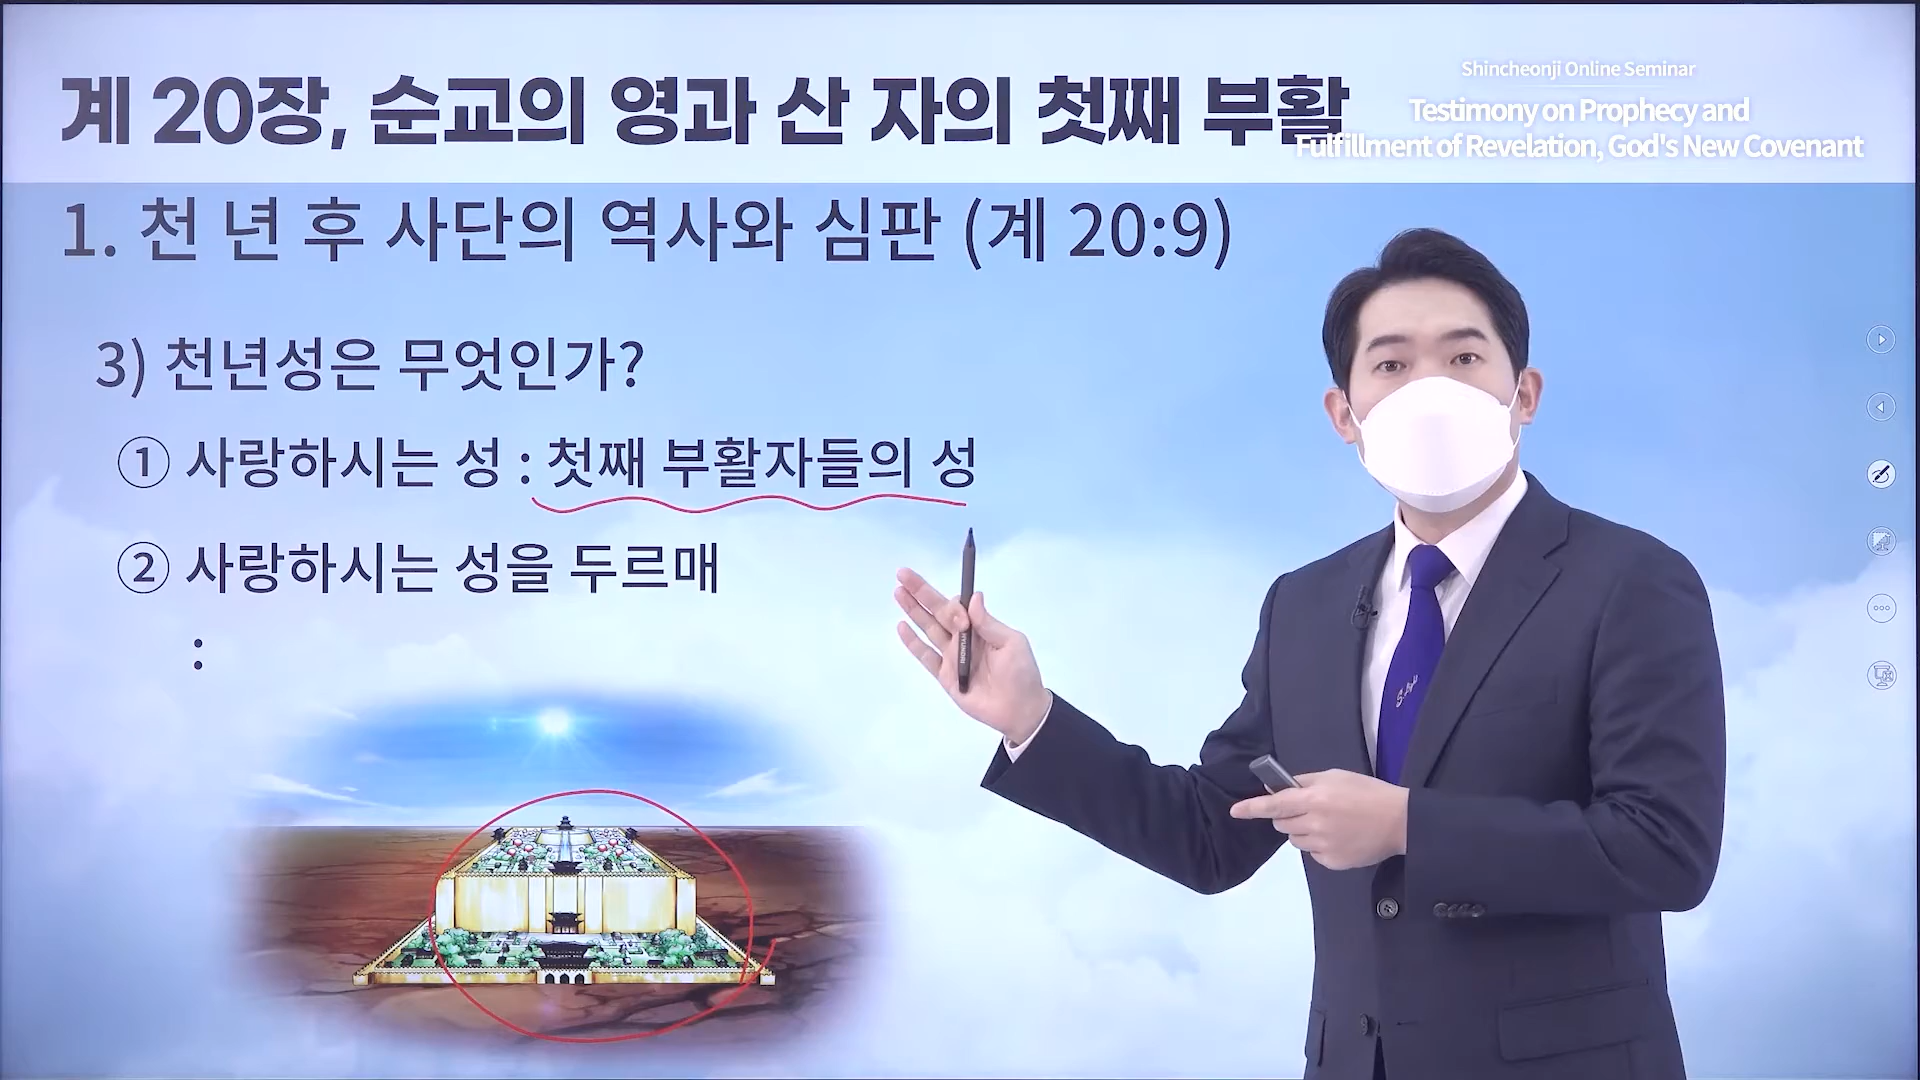 계 20장, 순교의 영과 산 자의 첫째 부활
Shincheonji Online Seminar
Testimony on Prophecy and
Fulfillment of Revelation, God's New Covenant
1. 천 년 후 사단의 역사와 심판 (계 20:9)
3) 천년성은 무엇인가?
① 사랑하시는 성 : 첫째 부활자들의 성
② 사랑하시는 성을 두르매
: